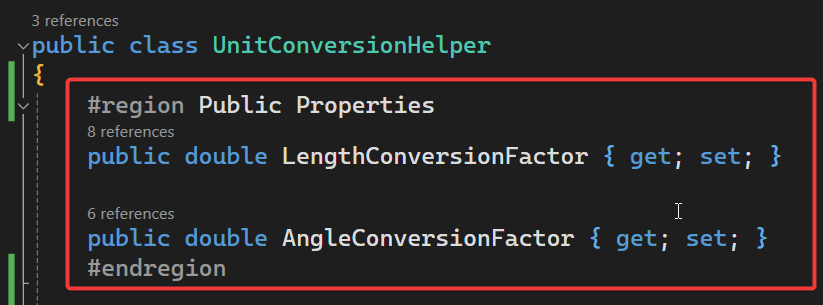 3 references
public class UnitConversionHelper
{
#region Public Properties
8 references
public double LengthConversionFactor { get; set; }
6 references
public double AngleConversionFactor { get; set; }
#endregion